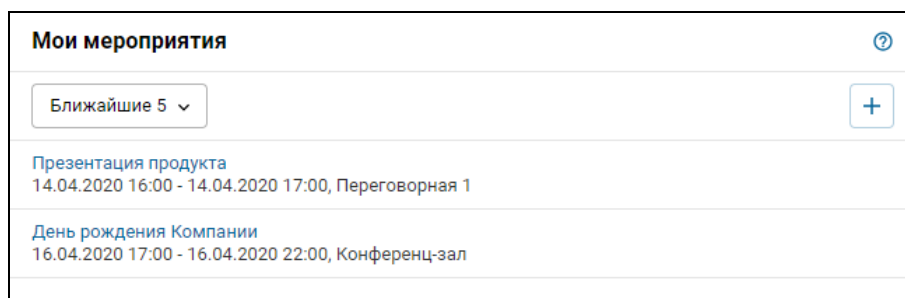 Мои мероприятия
Ближайшие 5
Презентация продукта
14.04.2020 16:00 - 14.04.2020 17:00, Переговорная 1
День рождения Компании
16.04.2020 17:00 - 16.04.2020 22:00, Конференц-зал